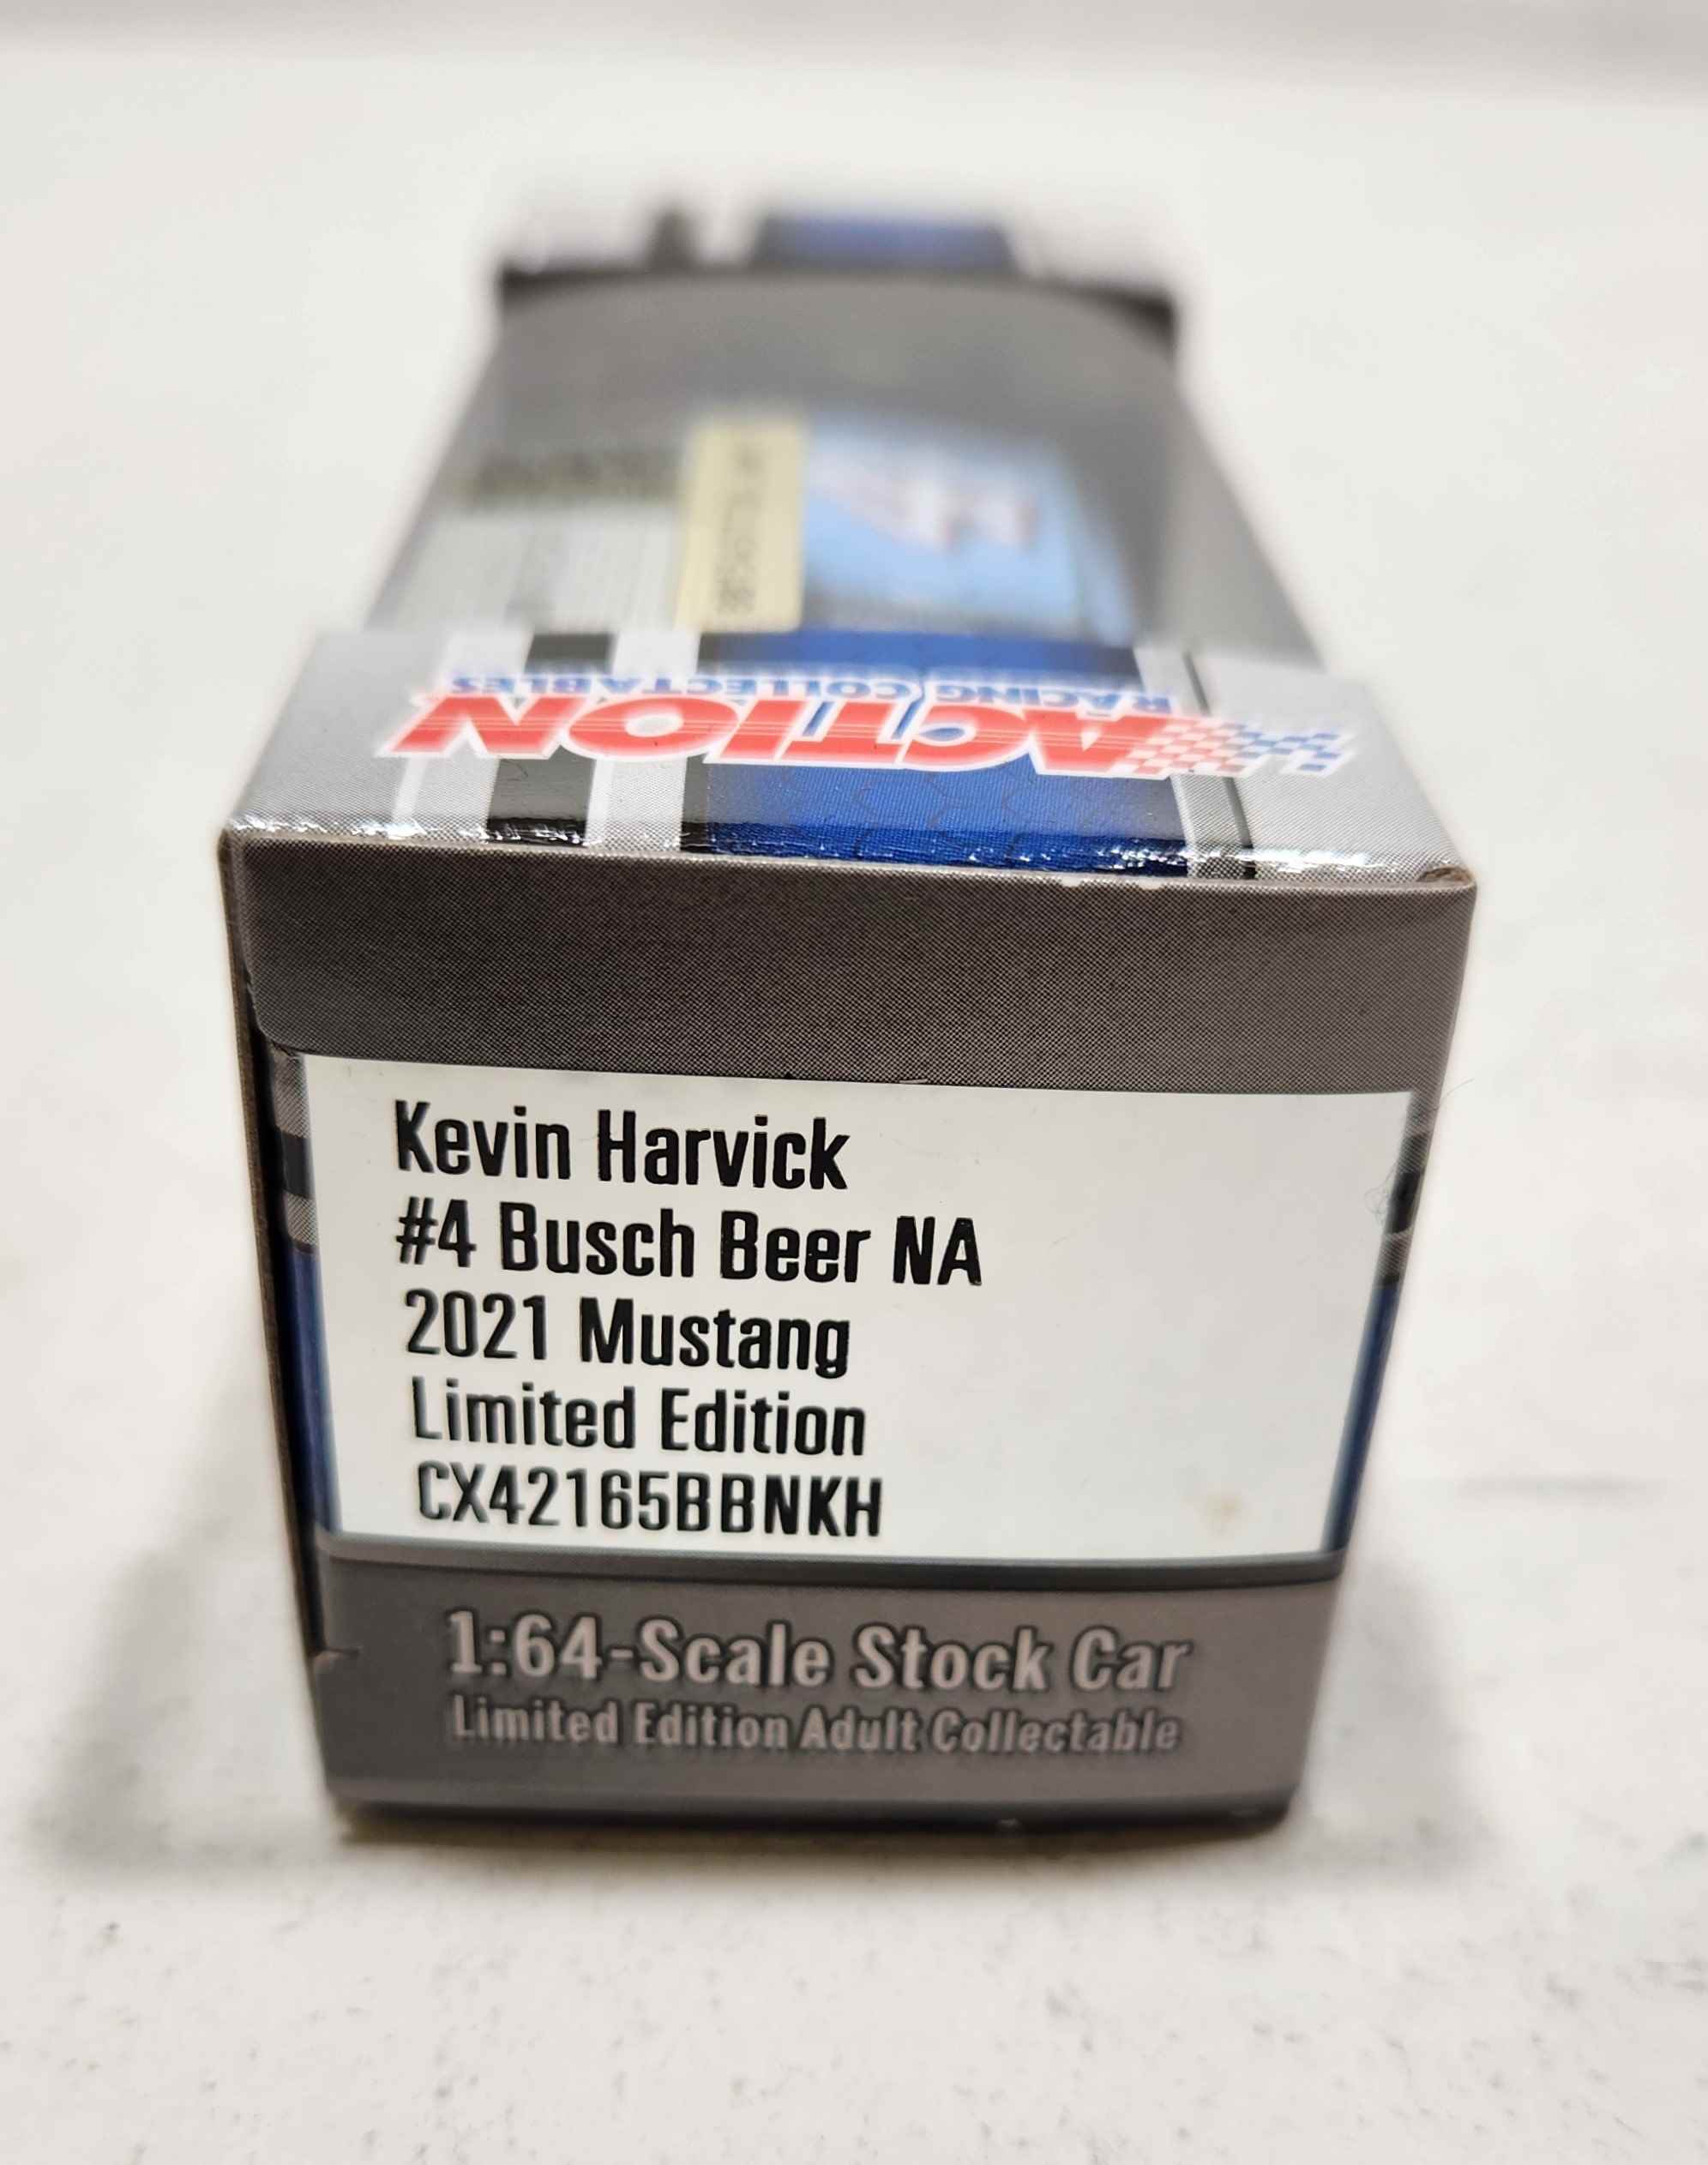 ACTION
RACING COLLECTABLES
Kevin Harvick
#4 Busch Beer NA
2021 Mustang
Limited Edition
CX42165BBNKH
1:64-Scale Stock Car
Limited Edition Adult Collectable